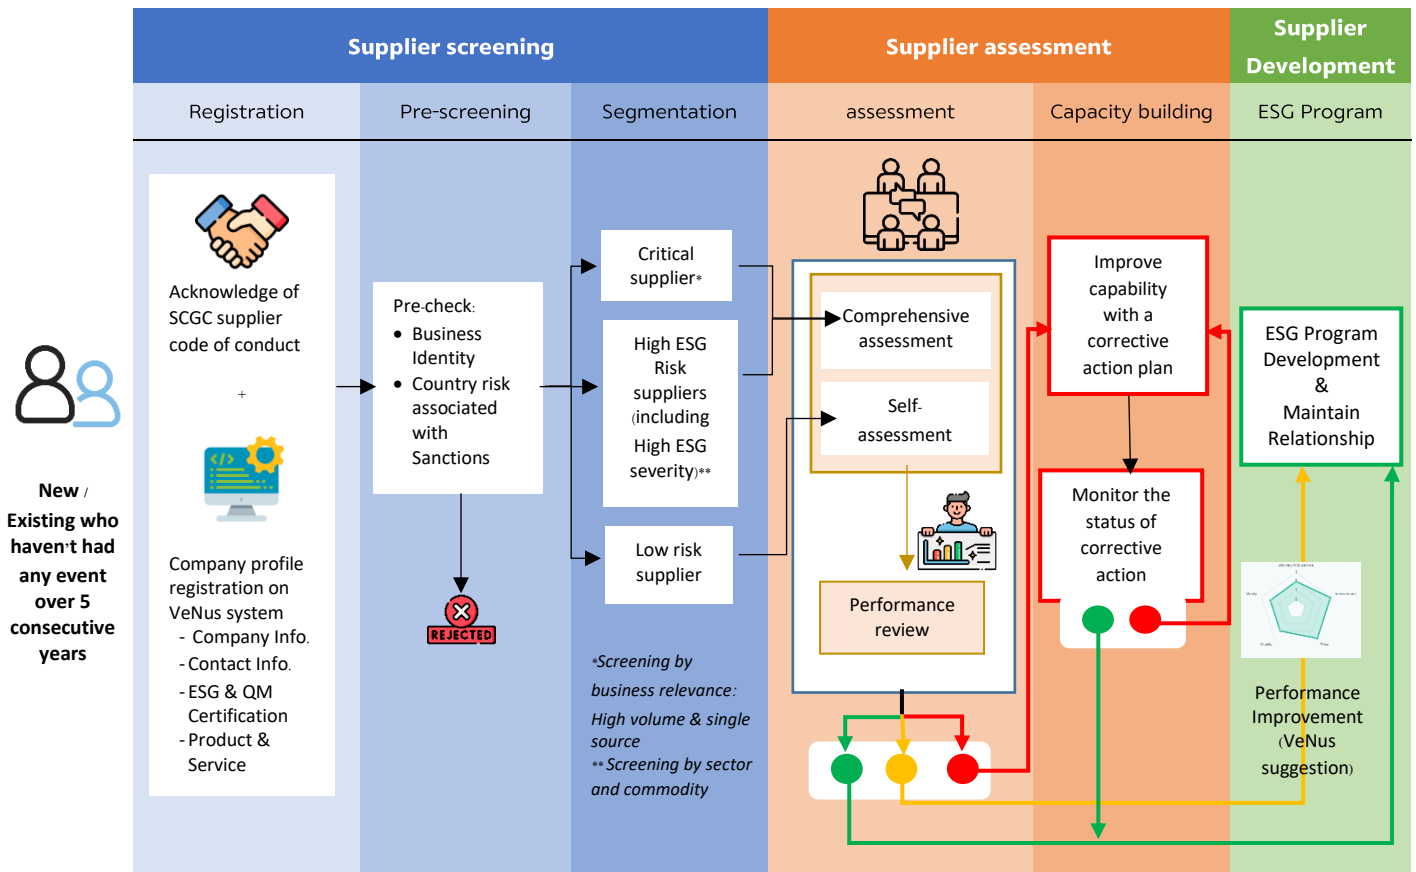 Supplier screening
Supplier assessment
Supplier
Development
Registration
Pre-screening
Segmentation
assessment
Capacity building
ESG Program
New /
Existing who
haven't had
any event
over 5
consecutive
years
Acknowledge of
SCGC supplier
code of conduct
+
Company profile
registration on
VeNus system
- Company Info.
- Contact Info.
- ESG & QM
Certification
- Product &
Service
Pre-check:
• Business
Identity
• Country risk
associated
with
Sanctions
REJECTED
Critical
supplier*
High ESG
Risk
suppliers
(including
High ESG
severity)**
Low risk
supplier
*Screening by
business relevance:
High volume & single
source
** Screening by sector
and commodity
Comprehensive
assessment
Self-
assessment
Performance
review
Improve
capability
with a
corrective
action plan
Monitor the
status of
corrective
action
ESG Program
Development
&
Maintain
Relationship
Performance
Improvement
(VeNus
suggestion)